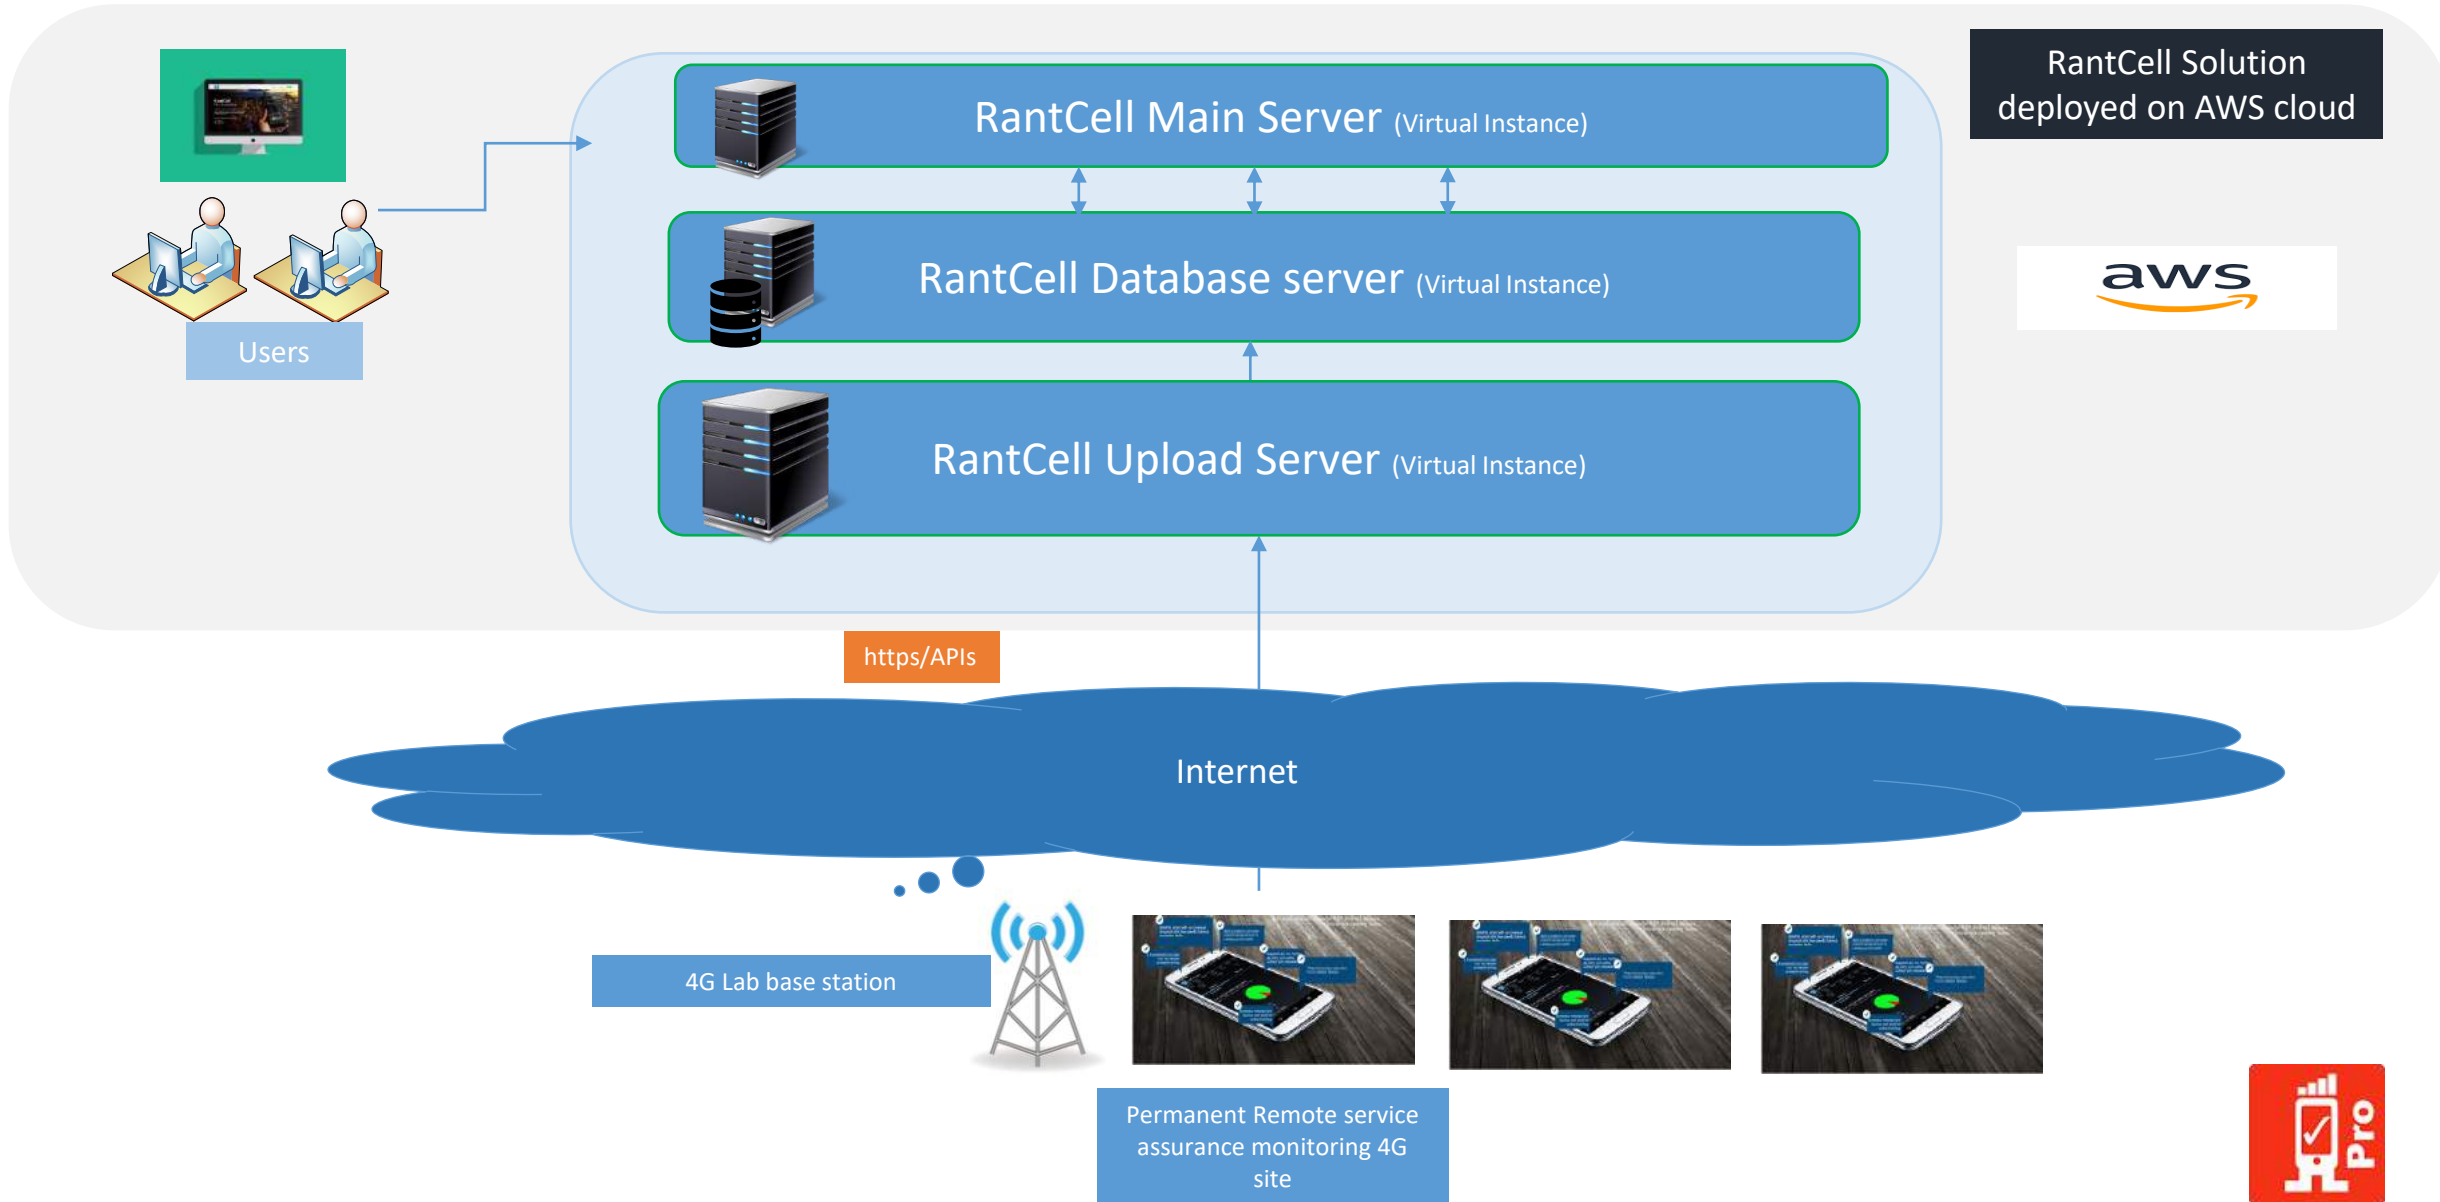 RantCell Solution
deployed on AWS cloud
RantCell Main Server (Virtual Instance)
RantCell Database server (Virtual Instance)
aws
Users
RantCell Upload Server (Virtual Instance)
https/APIs
Internet
4G Lab base station
Permanent Remote service
assurance monitoring 4G
site
Pro